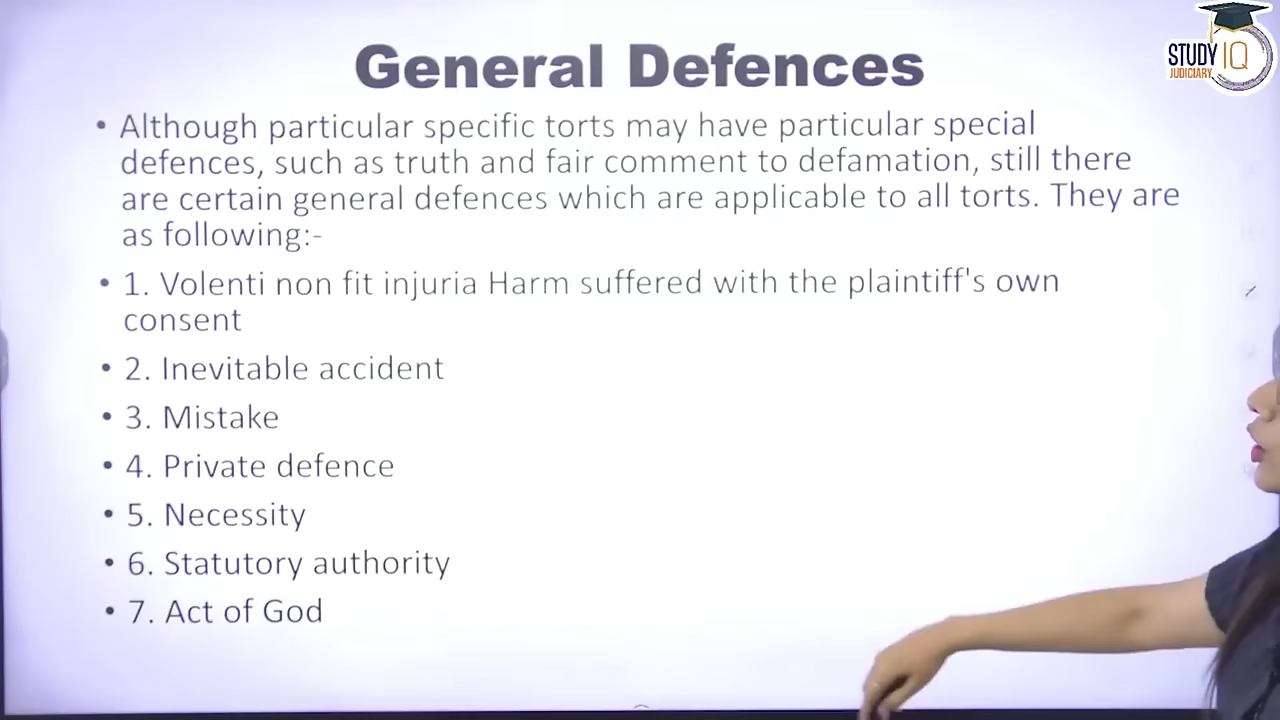 General Defences
STUDY IQ
JUDICIARY
• Although particular specific torts may have particular special
defences, such as truth and fair comment to defamation, still there
are certain general defences which are applicable to all torts. They are
as following:-
• 1. Volenti non fit injuria Harm suffered with the plaintiff's own
consent
• 2. Inevitable accident
• 3. Mistake
• 4. Private defence
• 5. Necessity
• 6. Statutory authority
• 7. Act of God